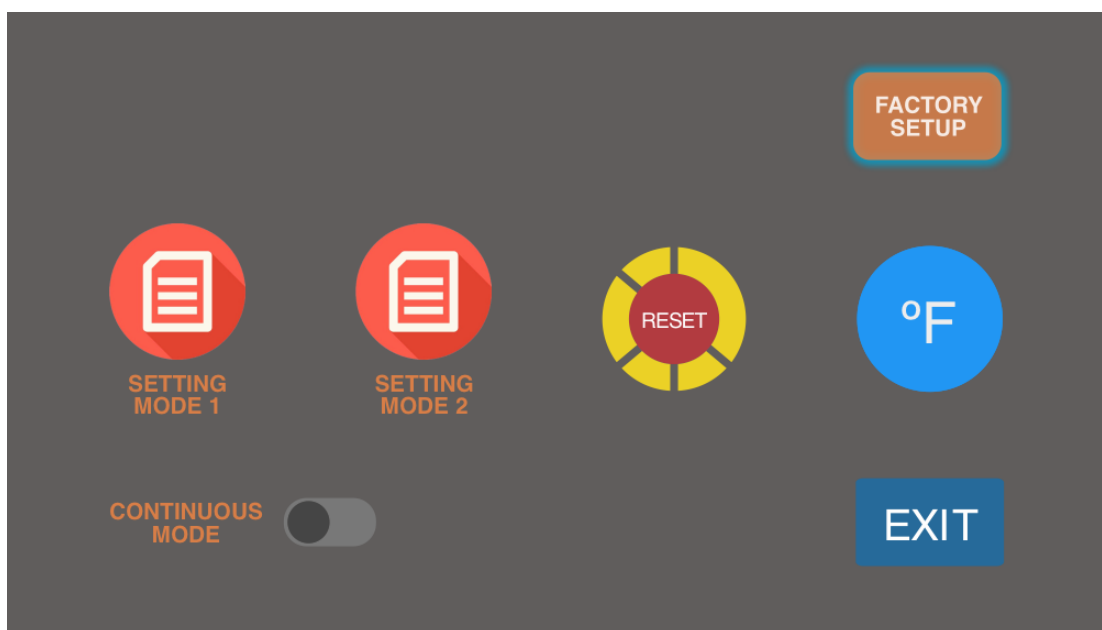 FACTORY
SETUP
SETTING
MODE 1
SETTING
MODE 2
RESET
ºF
CONTINUOUS
MODE
EXIT